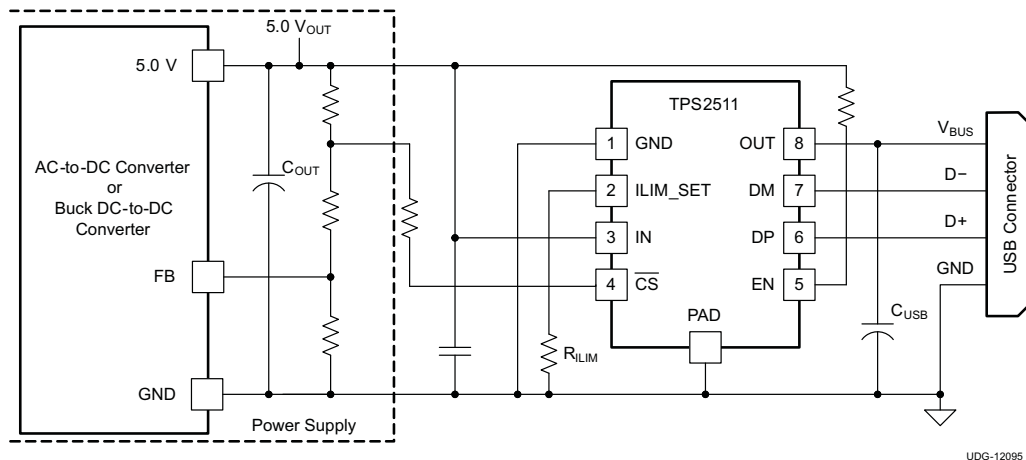 5.0 VOUT
5.0 V
AC-to-DC Converter
or
Buck DC-to-DC
Converter
FB
GND
COUT
Power Supply
TPS2511
1 GND
2 ILIM_SET
3 IN
4 CS
OUT 8
DM 7
DP 6
EN 5
PAD
RILIM
VBUS
D−
D+
GND
CUSB
USB Connector
UDG-12095